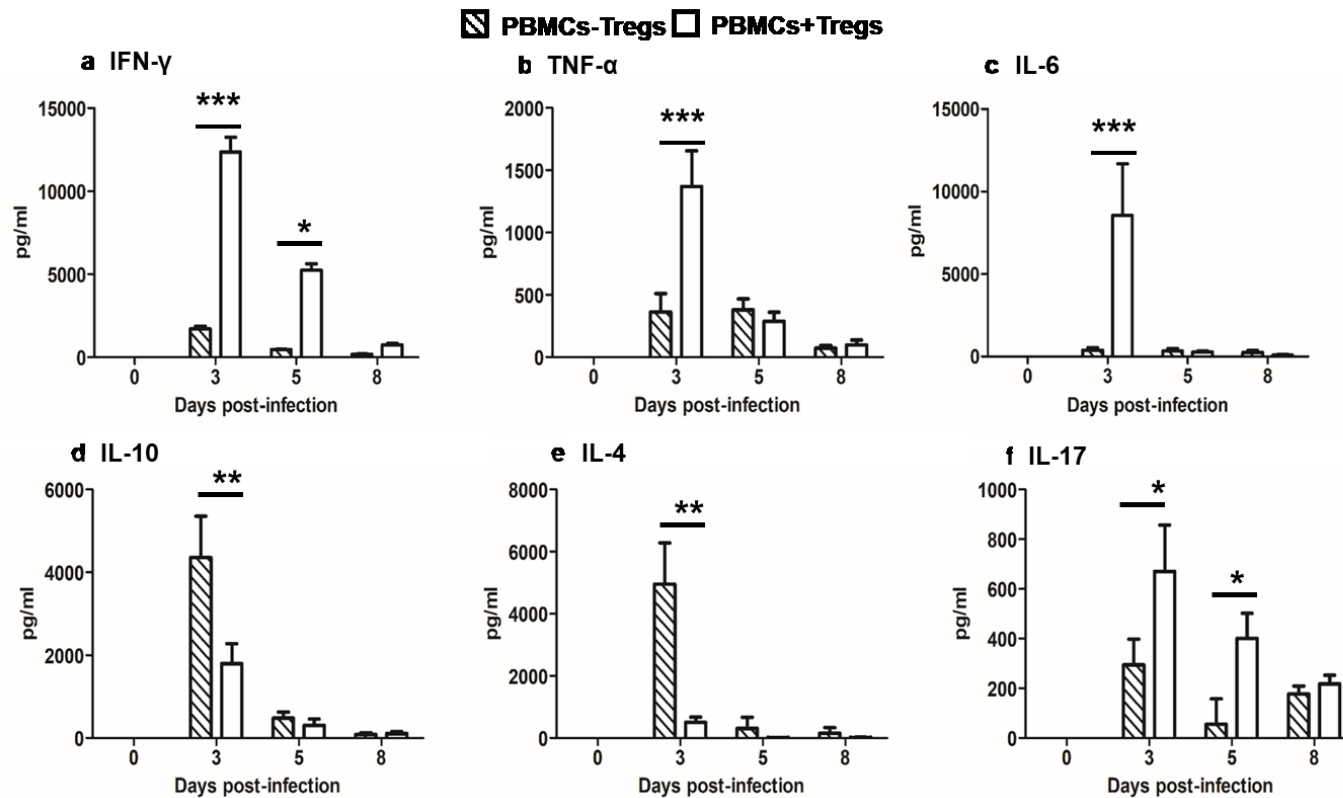 PBMCs-Tregs PBMCs+Tregs
a IFN-γ
***
*
15000
10000
5000
0
pg/ml
0 3 5 8
Days post-infection
b TNF-α
***
2000
1500
1000
500
0
pg/ml
0 3 5 8
Days post-infection
c IL-6
***
15000
10000
5000
0
pg/ml
0 3 5 8
Days post-infection
d IL-10
**
6000
4000
2000
0
pg/ml
0 3 5 8
Days post-infection
e IL-4
**
8000
6000
4000
2000
0
pg/ml
0 3 5 8
Days post-infection
f IL-17
*
*
1000
800
600
400
200
0
pg/ml
0 3 5 8
Days post-infection